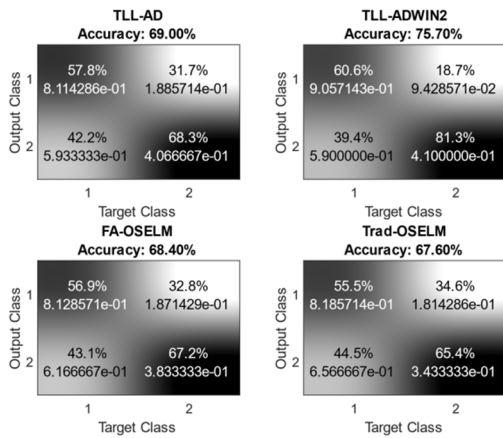 TLL-AD
Accuracy: 69.00%
Output Class
1
57.8%
8.114286e-01
31.7%
1.885714e-01
2
42.2%
5.933333e-01
68.3%
4.066667e-01
1
2
Target Class
TLL-ADWIN2
Accuracy: 75.70%
Output Class
1
60.6%
9.057143e-01
18.7%
9.428571e-02
2
39.4%
5.900000e-01
81.3%
4.100000e-01
1
2
Target Class
FA-OSELM
Accuracy: 68.40%
Output Class
1
56.9%
8.128571e-01
32.8%
1.871429e-01
2
43.1%
6.166667e-01
67.2%
3.833333e-01
1
2
Target Class
Trad-OSELM
Accuracy: 67.60%
Output Class
1
55.5%
8.185714e-01
34.6%
1.814286e-01
2
44.5%
6.566667e-01
65.4%
3.433333e-01
1
2
Target Class